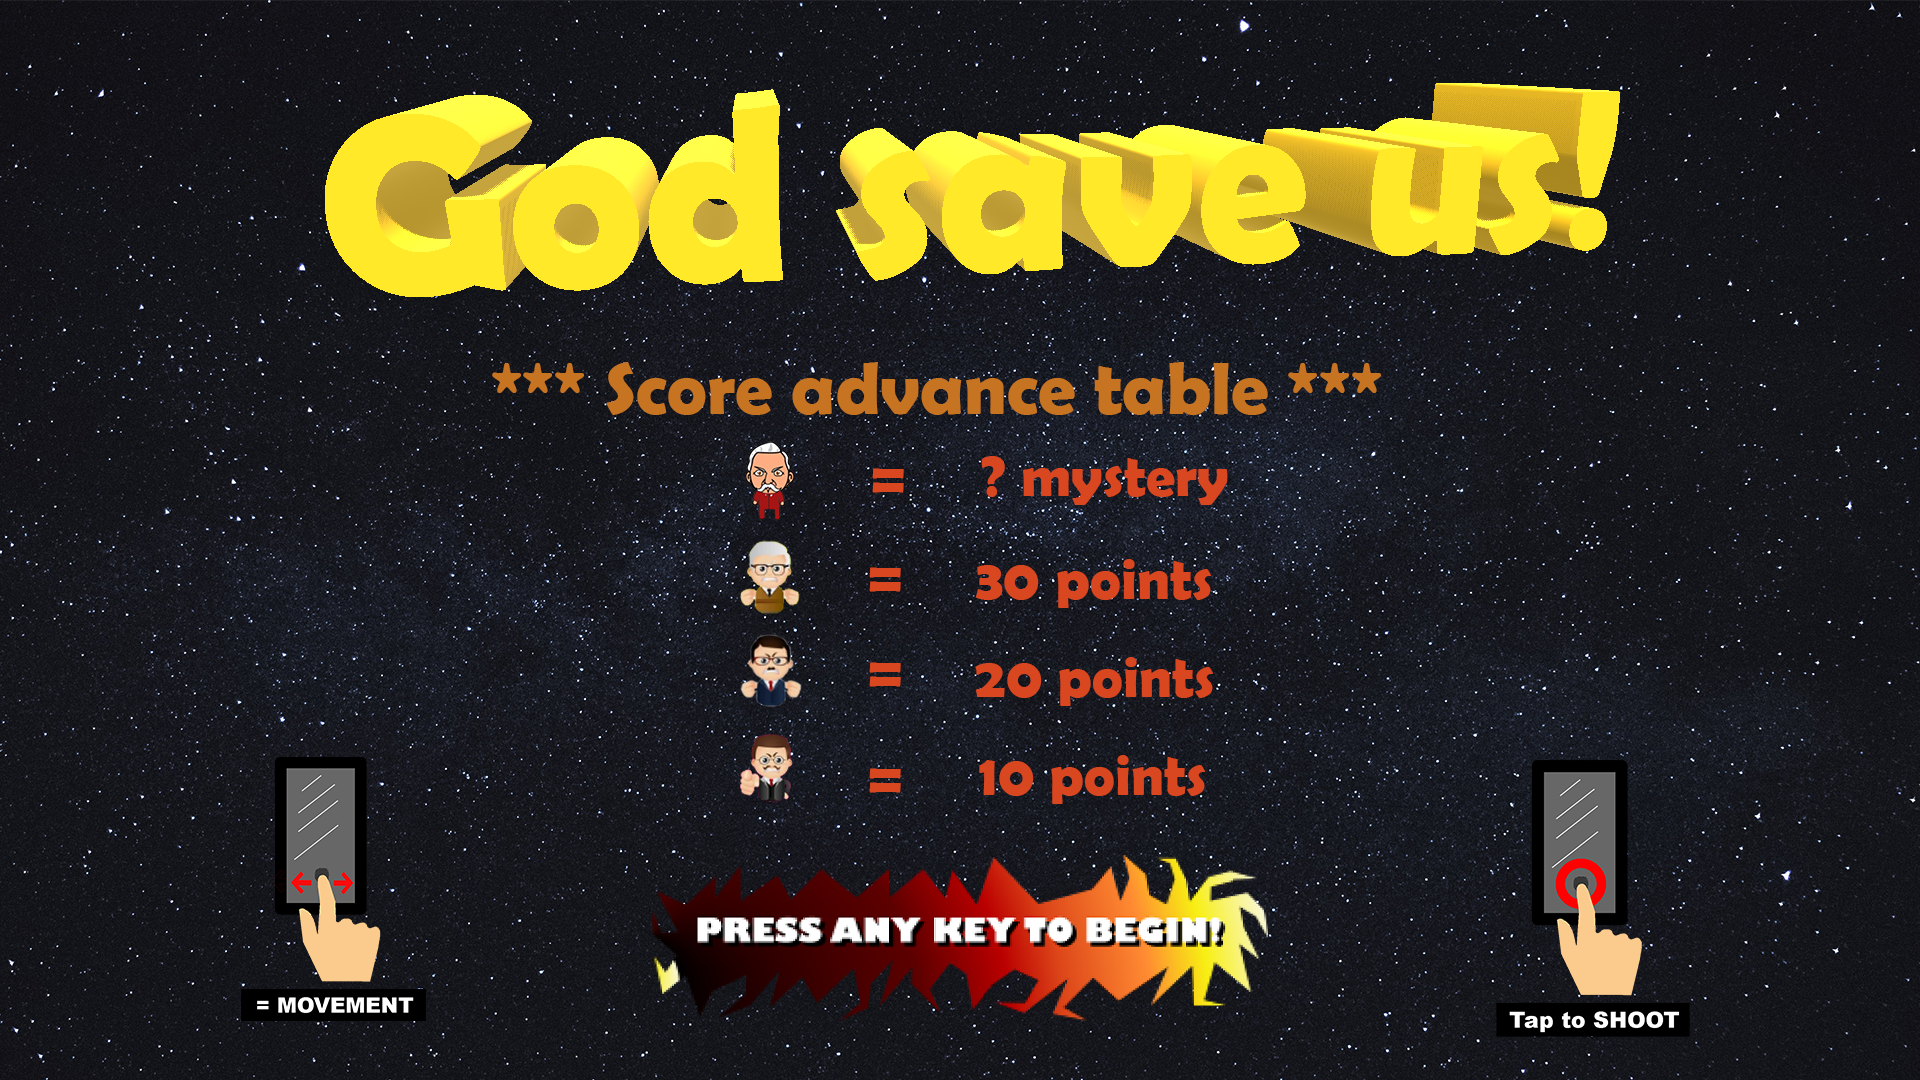 God save us!
*** Score advance table ***
= ? mystery
= 30 points
= 20 points
= 10 points
PRESS ANY KEY TO BEGIN!
= MOVEMENT
Tap to SHOOT